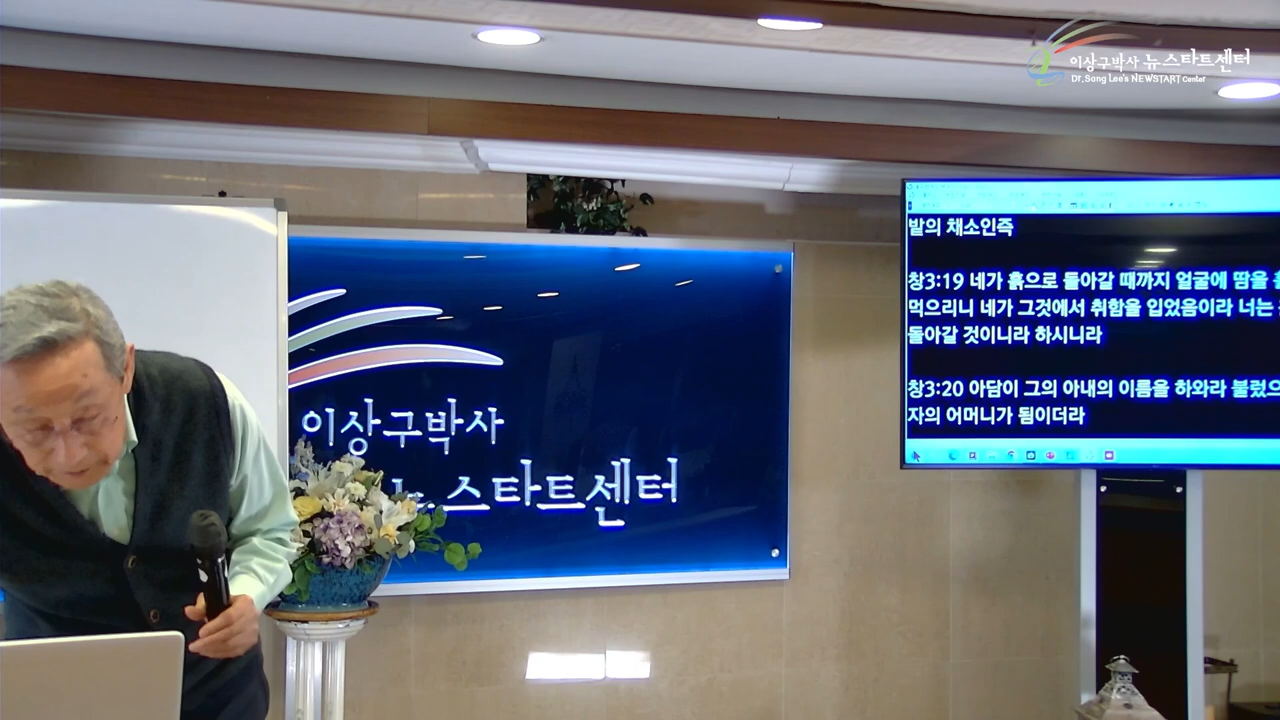 이상구박사 뉴스타트센터
Dr.Sang Lee's NEWSTART Center
밭의 채소인즉
창3:19 네가 흙으로 돌아갈 때까지 얼굴에 땀을
먹으리니 네가 그것에서 취함을 입었음이라 너는
돌아갈 것이니라 하시니라
창3:20 아담이 그의 아내의 이름을 하와라 불렀으
자의 어머니가 됨이더라
이상구박사
뉴스타트센터